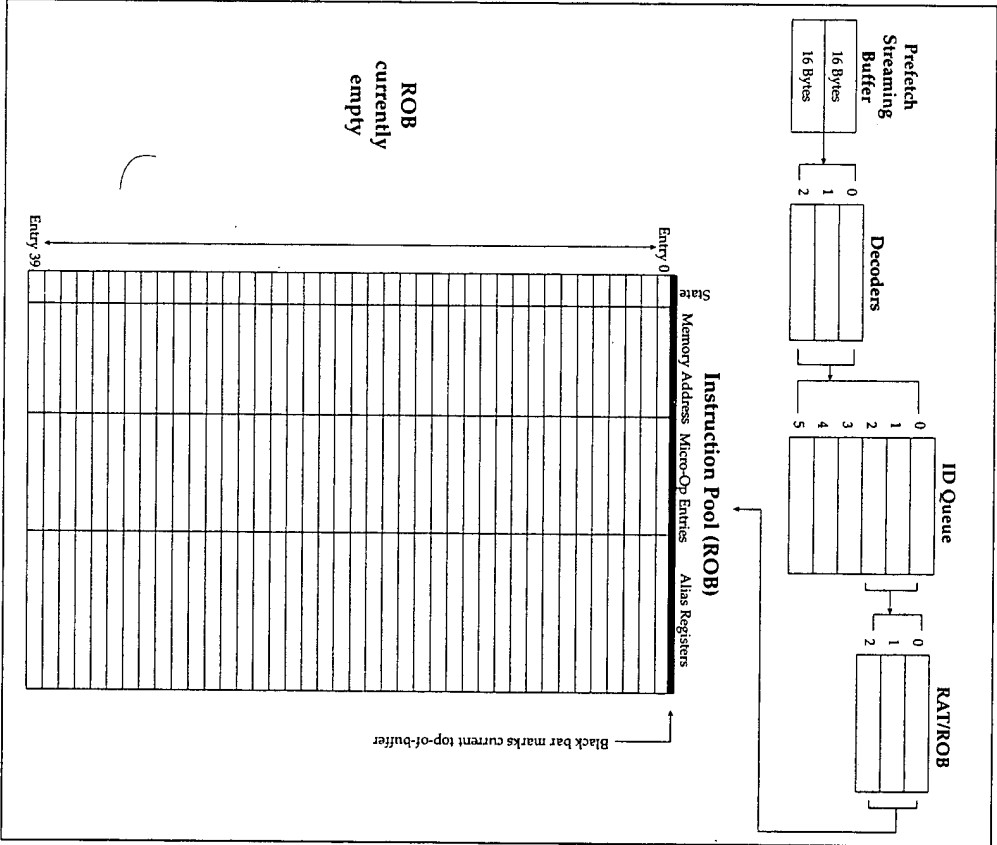 Prefetch
Streaming
Buffer
16 Bytes
16 Bytes
0
1
2
Decoders
0
1
2
3
4
5
ID Queue
0
1
2
RAT/ROB
Instruction Pool (ROB)
State
Memory Address
Micro-Op Entries
Alias Registers
Entry 0
Entry 39
ROB
currently
empty
Black bar marks current top-of-buffer